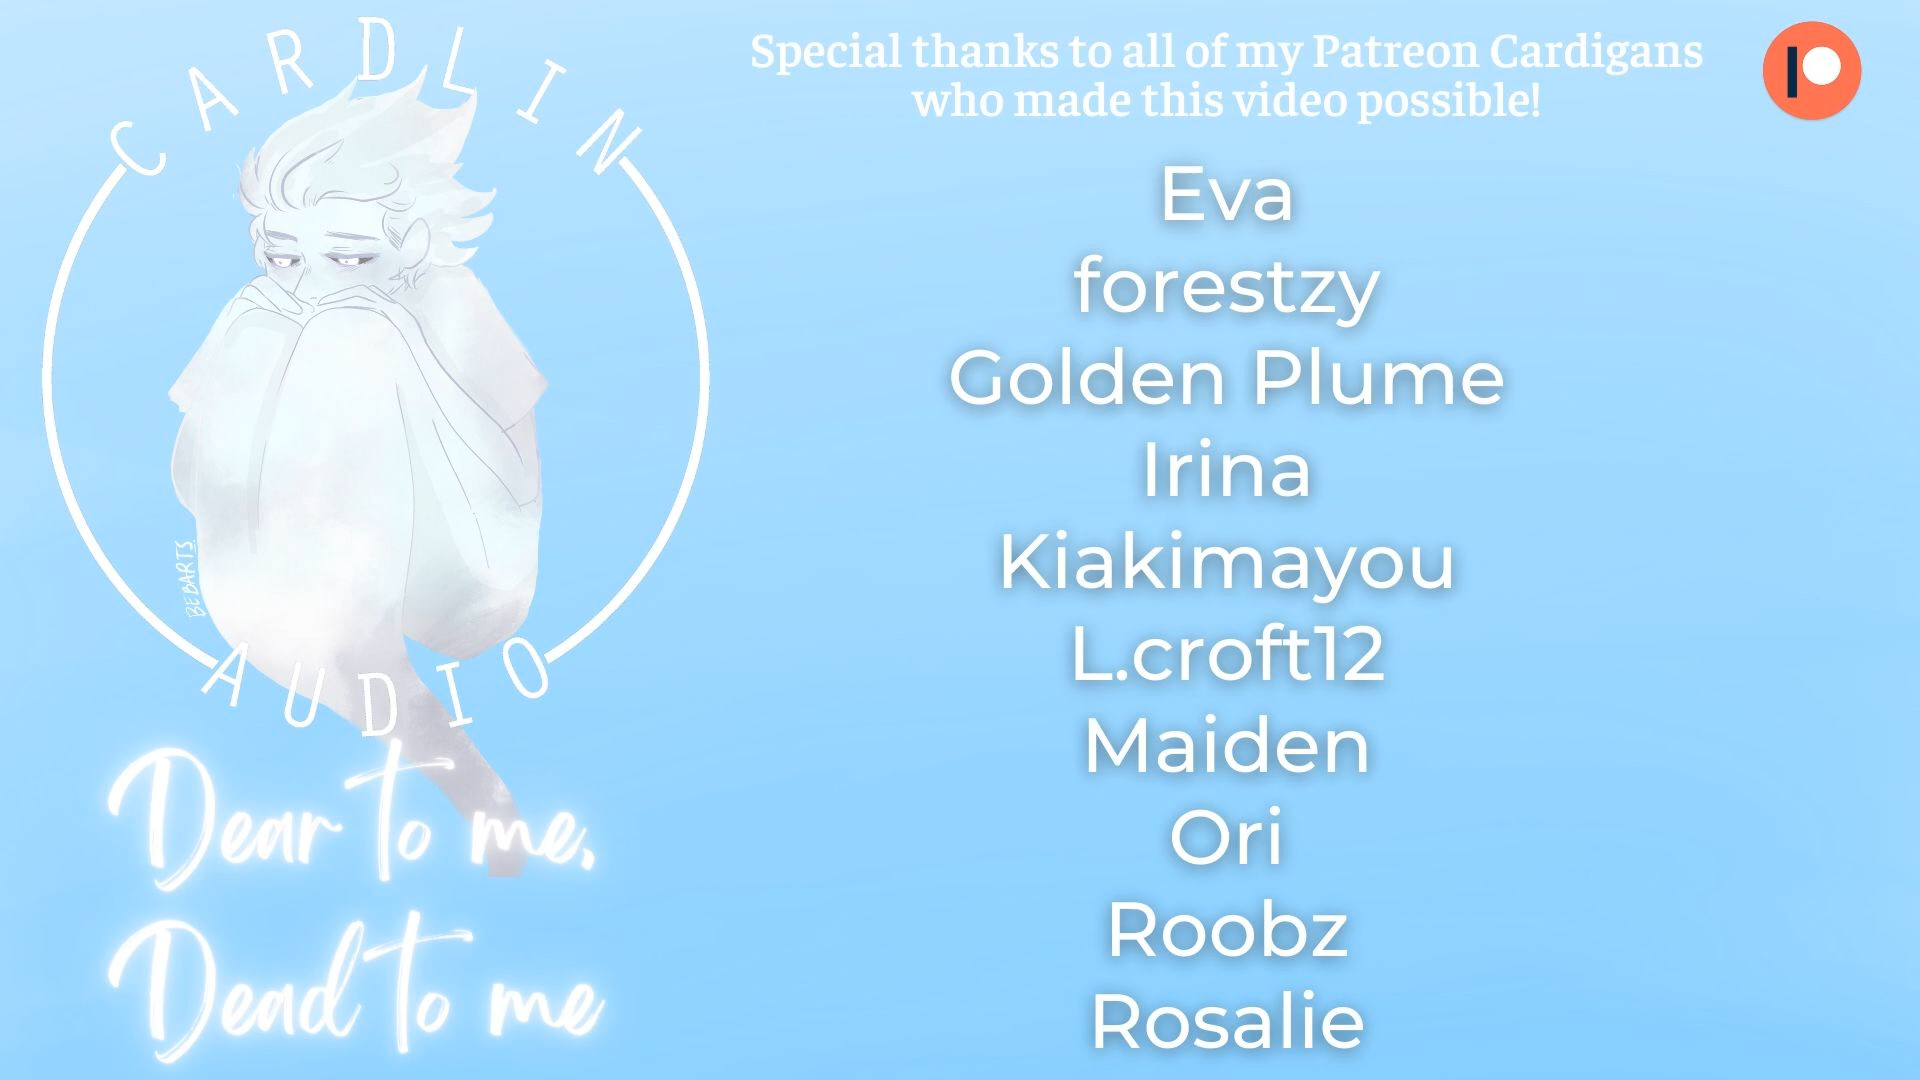 CARDLIN
AUDIO
BEBARTS
Dear to me,
Dead to me
Special thanks to all of my Patreon Cardigans
who made this video possible!
Eva
forestzy
Golden Plume
Irina
Kiakimayou
L.croft12
Maiden
Ori
Roobz
Rosalie